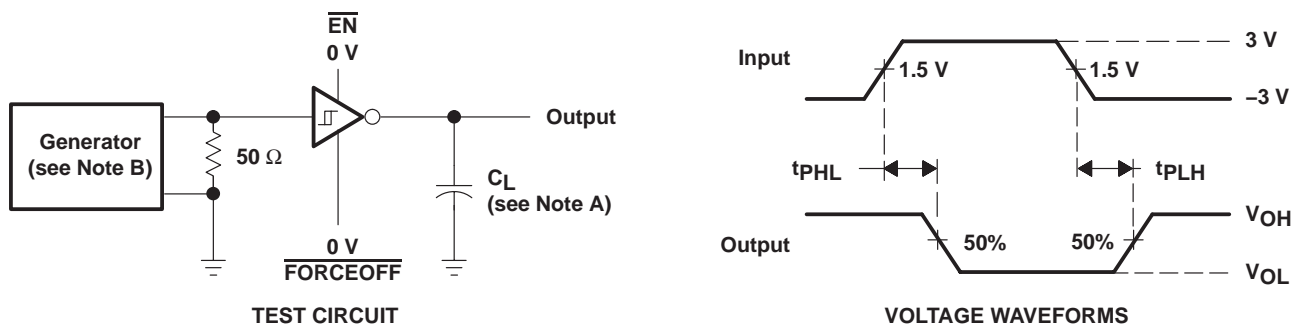 EN
0 V
Generator
(see Note B)
50 Ω
Output
CL
(see Note A)
0 V
FORCEOFF
TEST CIRCUIT
Input
1.5 V
1.5 V
3 V
–3 V
tPHL
tPLH
Output
50%
50%
VOH
VOL
VOLTAGE WAVEFORMS